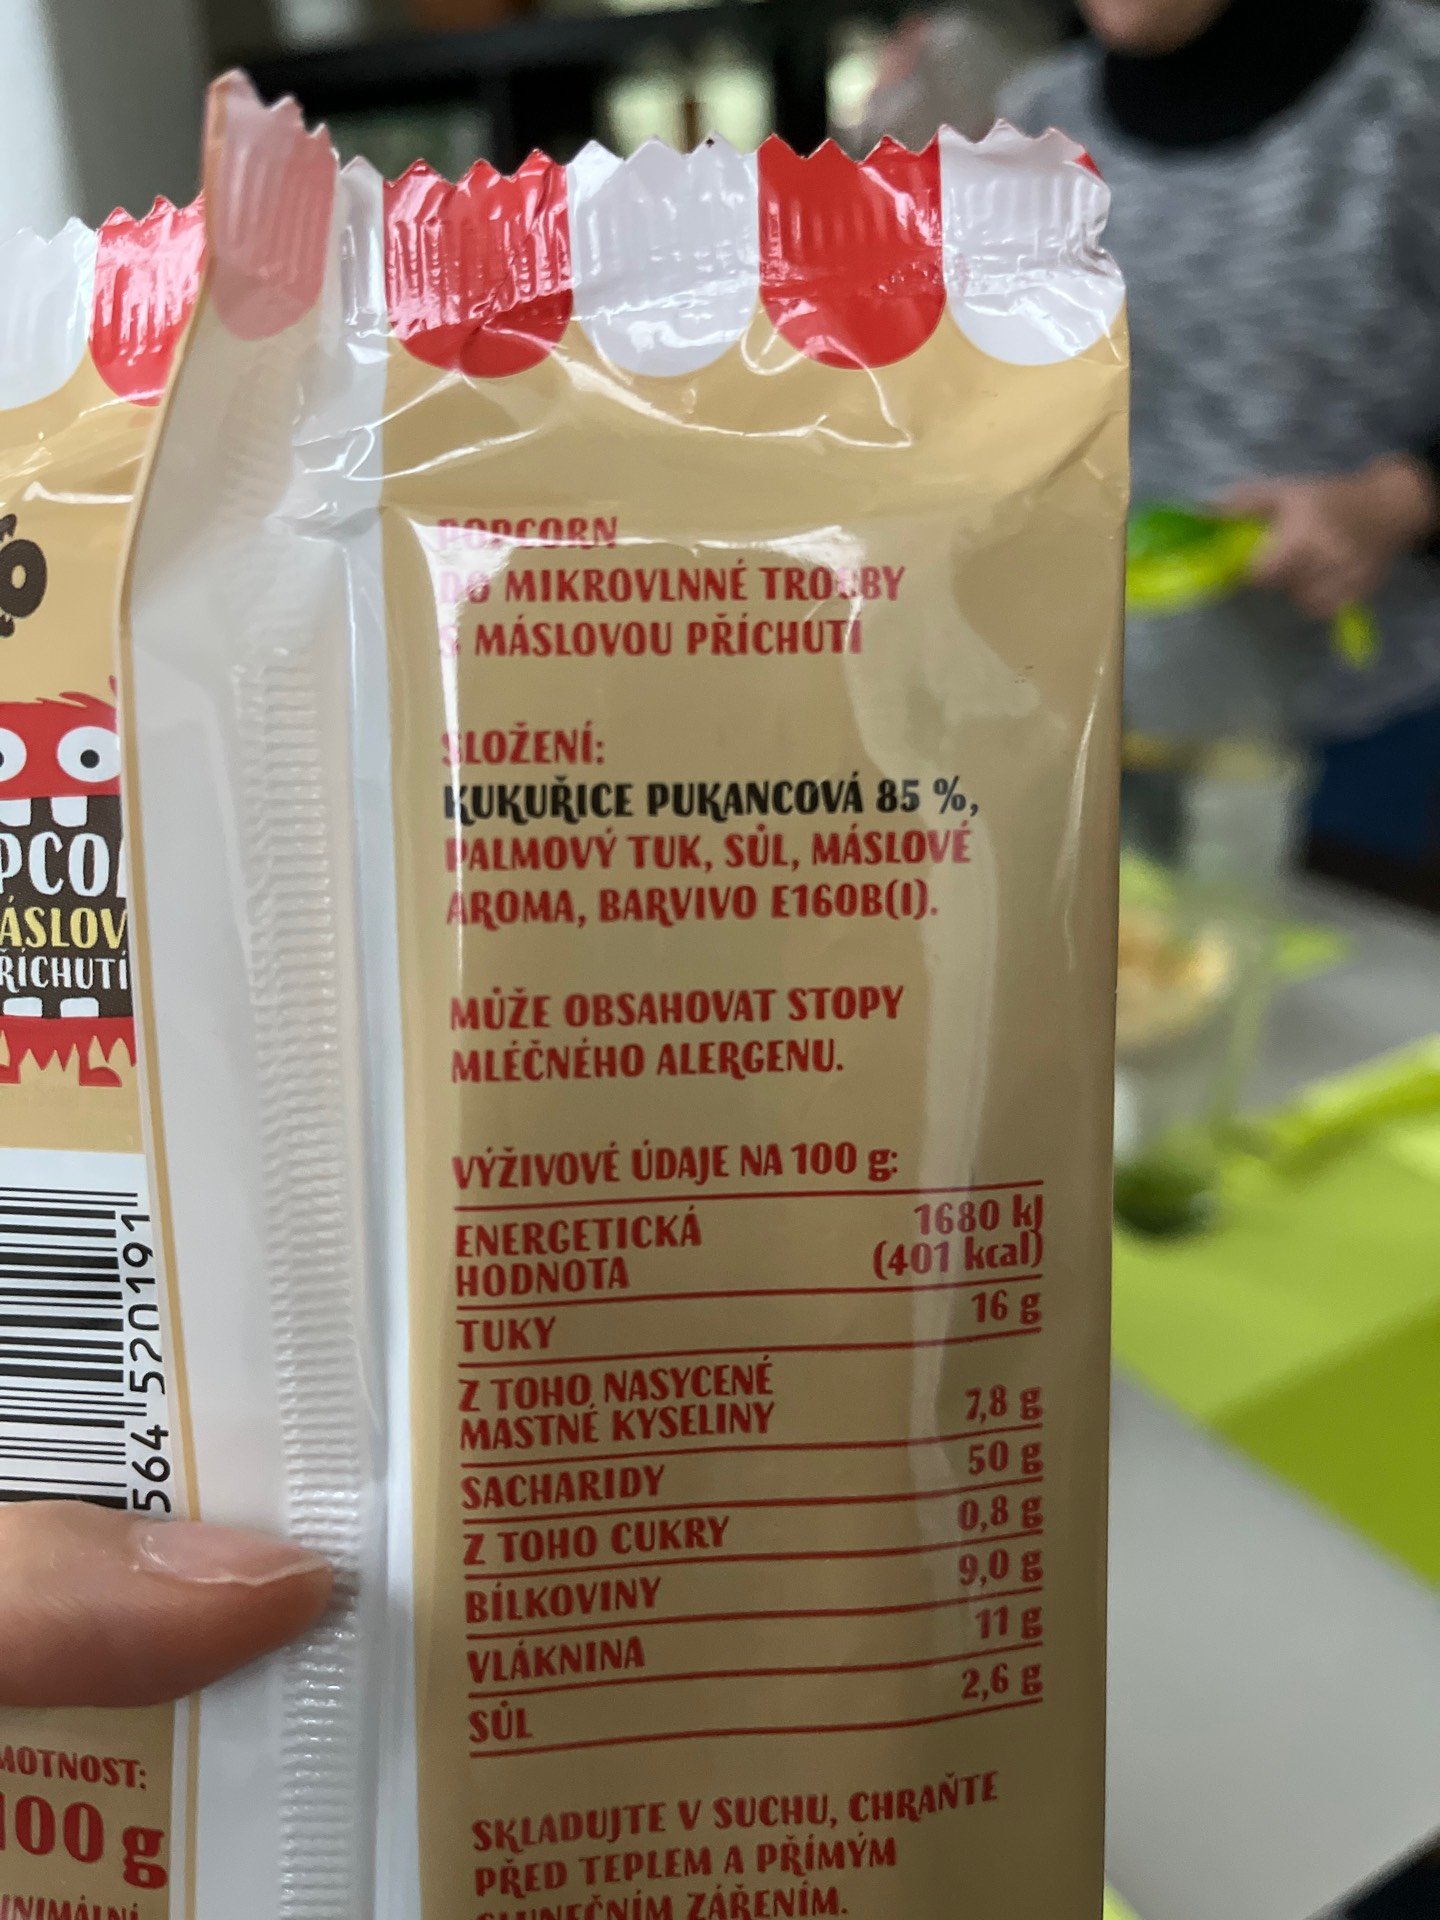 POPCORN
DO MIKROVLNNÉ TROUBY
S MÁSLOVOU PŘÍCHUTÍ
SLOŽENÍ:
KUKUŘICE PUKANCOVÁ 85 %,
PALMOVÝ TUK, SŮL, MÁSLOVÉ
AROMA, BARVIVO E160B(I).
MŮŽE OBSAHOVAT STOPY
MLÉČNÉHO ALERGENU.
VÝŽIVOVÉ ÚDAJE NA 100 g:
ENERGETICKÁ 1680 kJ
HODNOTA (401 kcal)
TUKY 16 g
Z TOHO NASYCENÉ
MASTNÉ KYSELINY 7,8 g
SACHARIDY 50 g
Z TOHO CUKRY 0,8 g
BÍLKOVINY 9,0 g
VLÁKNINA 11 g
SŮL 2,6 g
SKLADUJTE V SUCHU, CHRAŇTE
PŘED TEPLEM A PŘÍMÝM
SLUNEČNÍM ZÁŘENÍM.
PCO
ÁSLOV
ŘÍCHUTÍ
564 520191
MOTNOST:
100 g